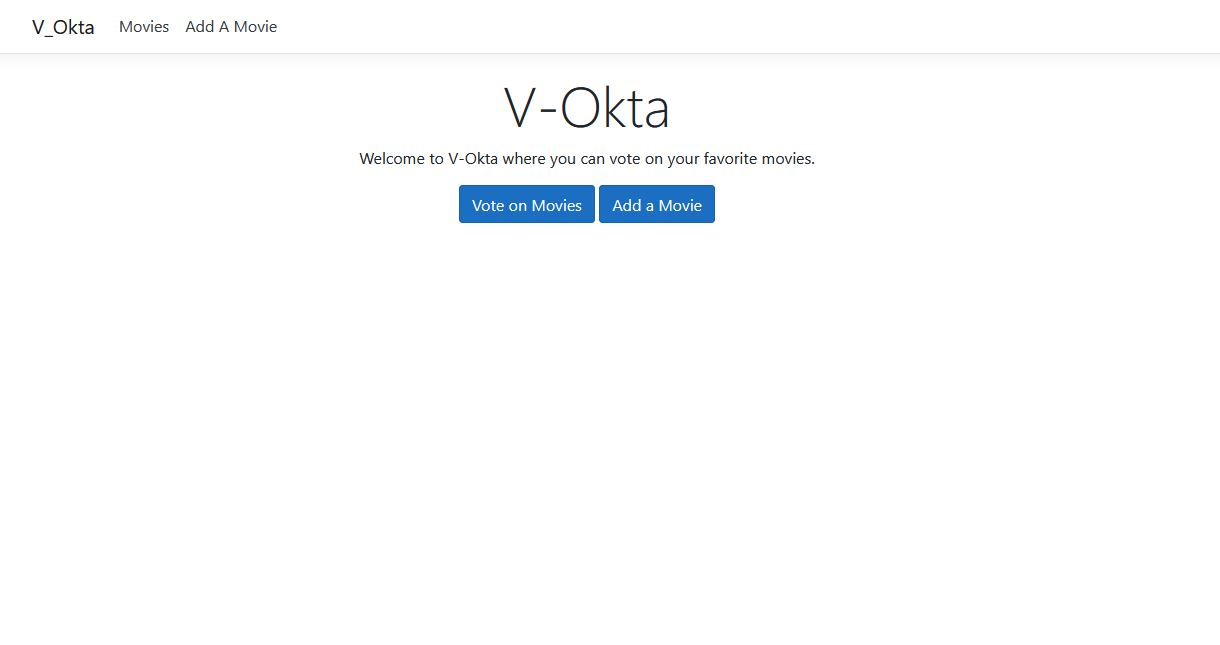 V_Okta Movies Add A Movie
V-Okta
Welcome to V-Okta where you can vote on your favorite movies.
Vote on Movies Add a Movie